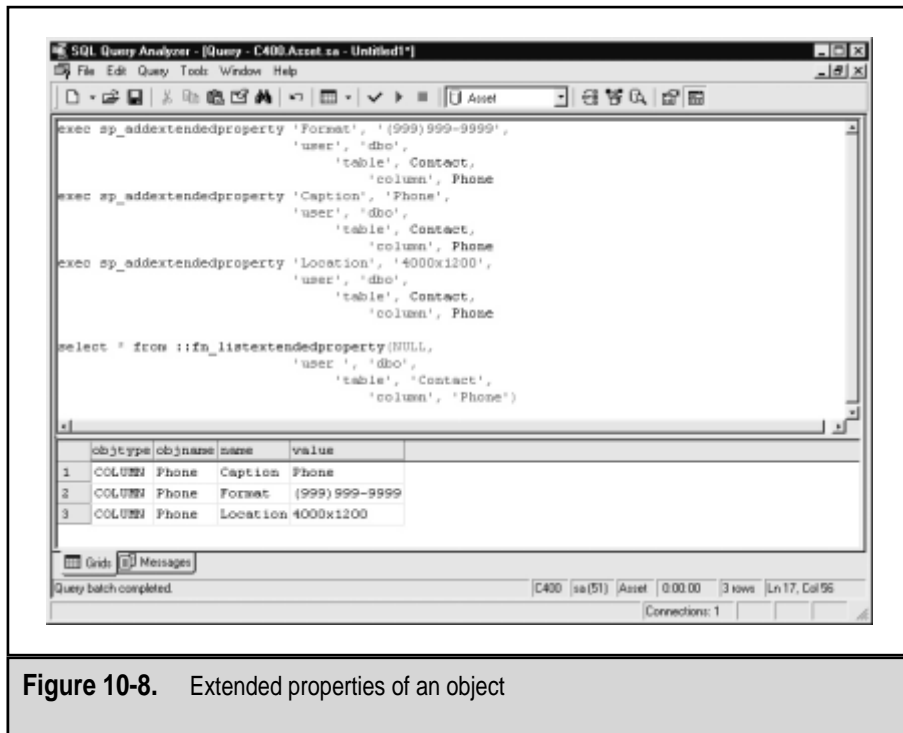 SQL Query Analyzer - [Query - C400.Asset.sa - Untitled1*]
File Edit Query Tools Window Help
Asset
exec sp_addextendedproperty 'Format', '(999)999-9999',
'user', 'dbo',
'table', Contact,
'column', Phone
exec sp_addextendedproperty 'Caption', 'Phone',
'user', 'dbo',
'table', Contact,
'column', Phone
exec sp_addextendedproperty 'Location', '4000x1200',
'user', 'dbo',
'table', Contact,
'column', Phone
select * from ::fn_listextendedproperty(NULL,
'user ', 'dbo',
'table', 'Contact',
'column', 'Phone')
objtype objname name value
1 COLUMN Phone Caption Phone
2 COLUMN Phone Format (999)999-9999
3 COLUMN Phone Location 4000x1200
Grids Messages
Query batch completed. C400 sa (51) Asset 0:00:00 3 rows Ln 17, Col 56
Connections: 1
Figure 10-8. Extended properties of an object